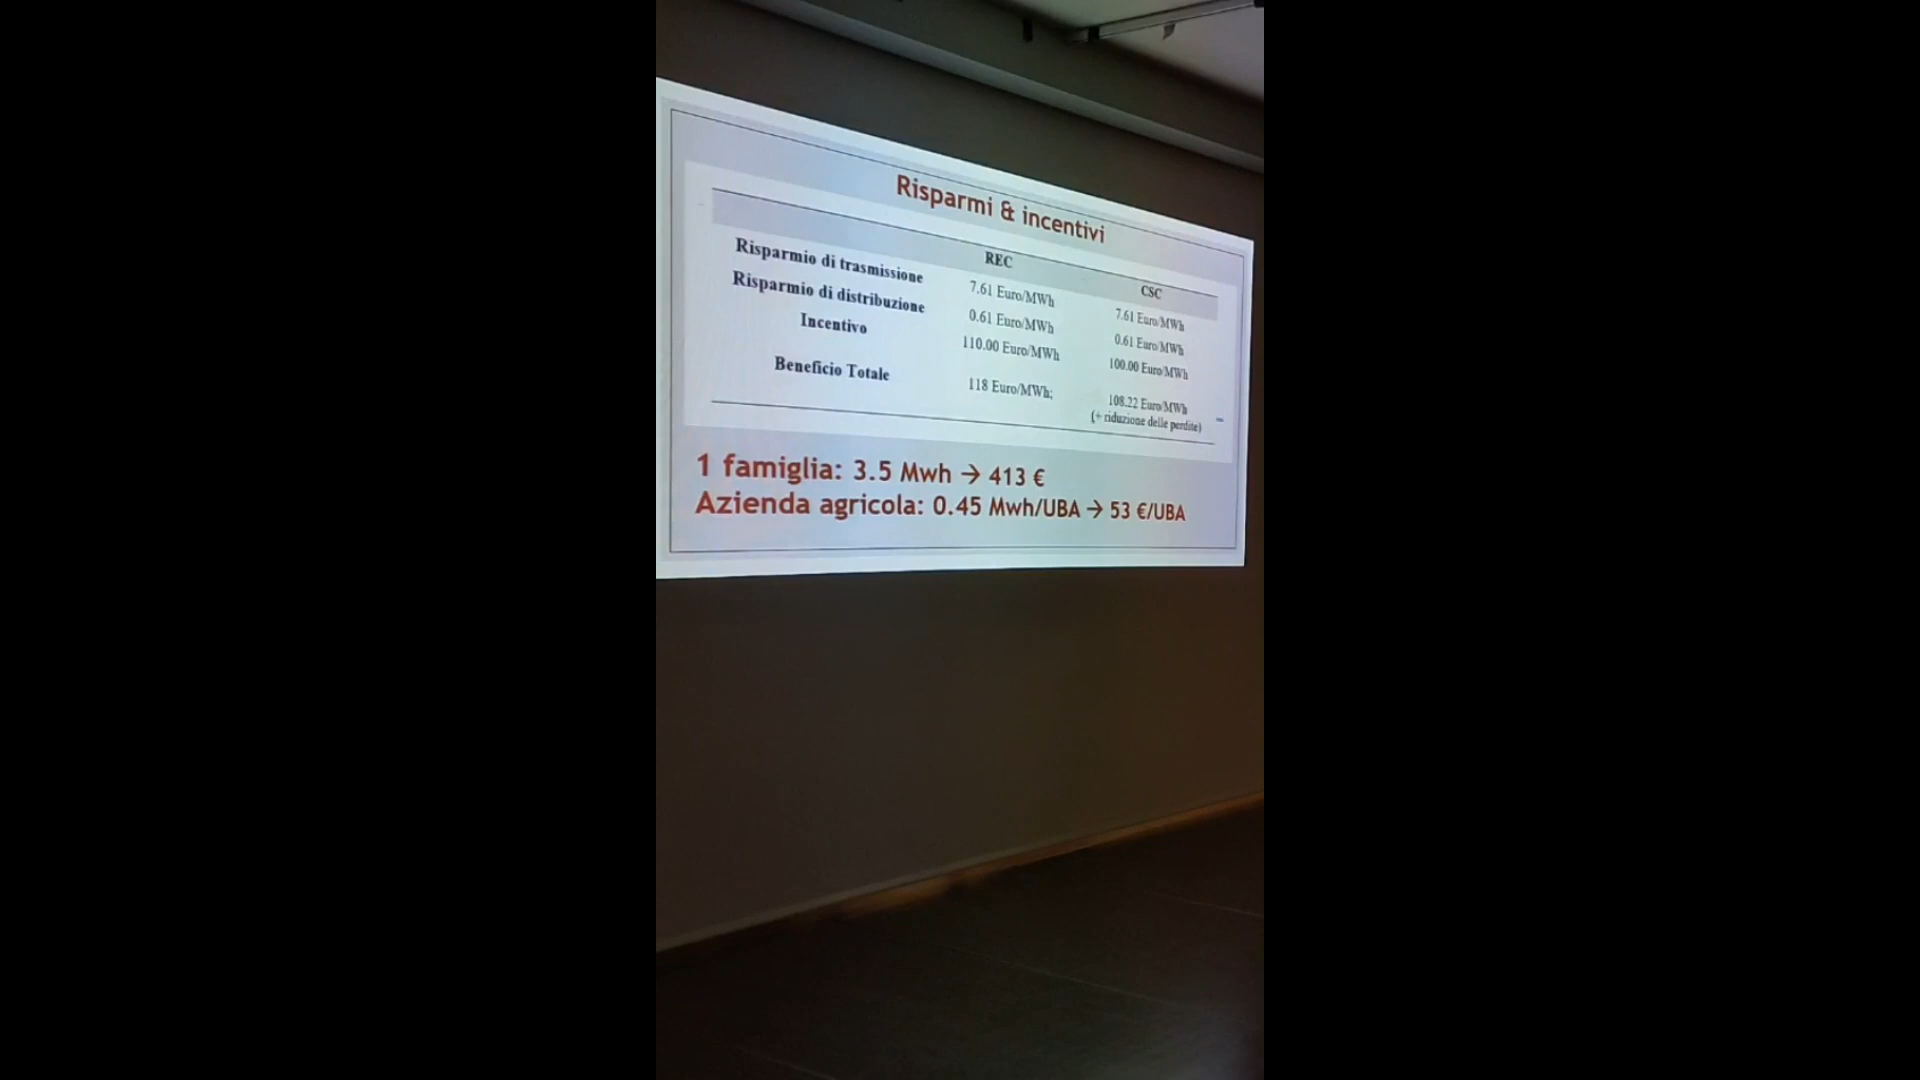 Risparmi & incentivi
REC CSC
Risparmio di trasmissione 7.61 Euro/MWh 7.61 Euro/MWh
Risparmio di distribuzione 0.61 Euro/MWh 0.61 Euro/MWh
Incentivo 110.00 Euro/MWh 100.00 Euro/MWh
Beneficio Totale 118 Euro/MWh; 108.22 Euro/MWh
(+ riduzione delle perdite)
1 famiglia: 3.5 Mwh → 413 €
Azienda agricola: 0.45 Mwh/UBA → 53 €/UBA